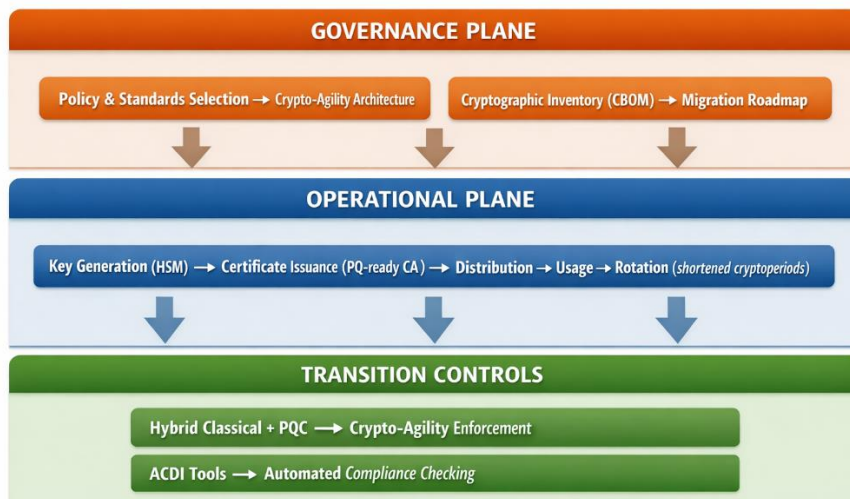 GOVERNANCE PLANE
Policy & Standards Selection → Crypto-Agility Architecture
Cryptographic Inventory (CBOM) → Migration Roadmap
OPERATIONAL PLANE
Key Generation (HSM) → Certificate Issuance (PQ-ready CA) → Distribution → Usage → Rotation (shortened cryptoperiods)
TRANSITION CONTROLS
Hybrid Classical + PQC → Crypto-Agility Enforcement
ACDI Tools → Automated Compliance Checking